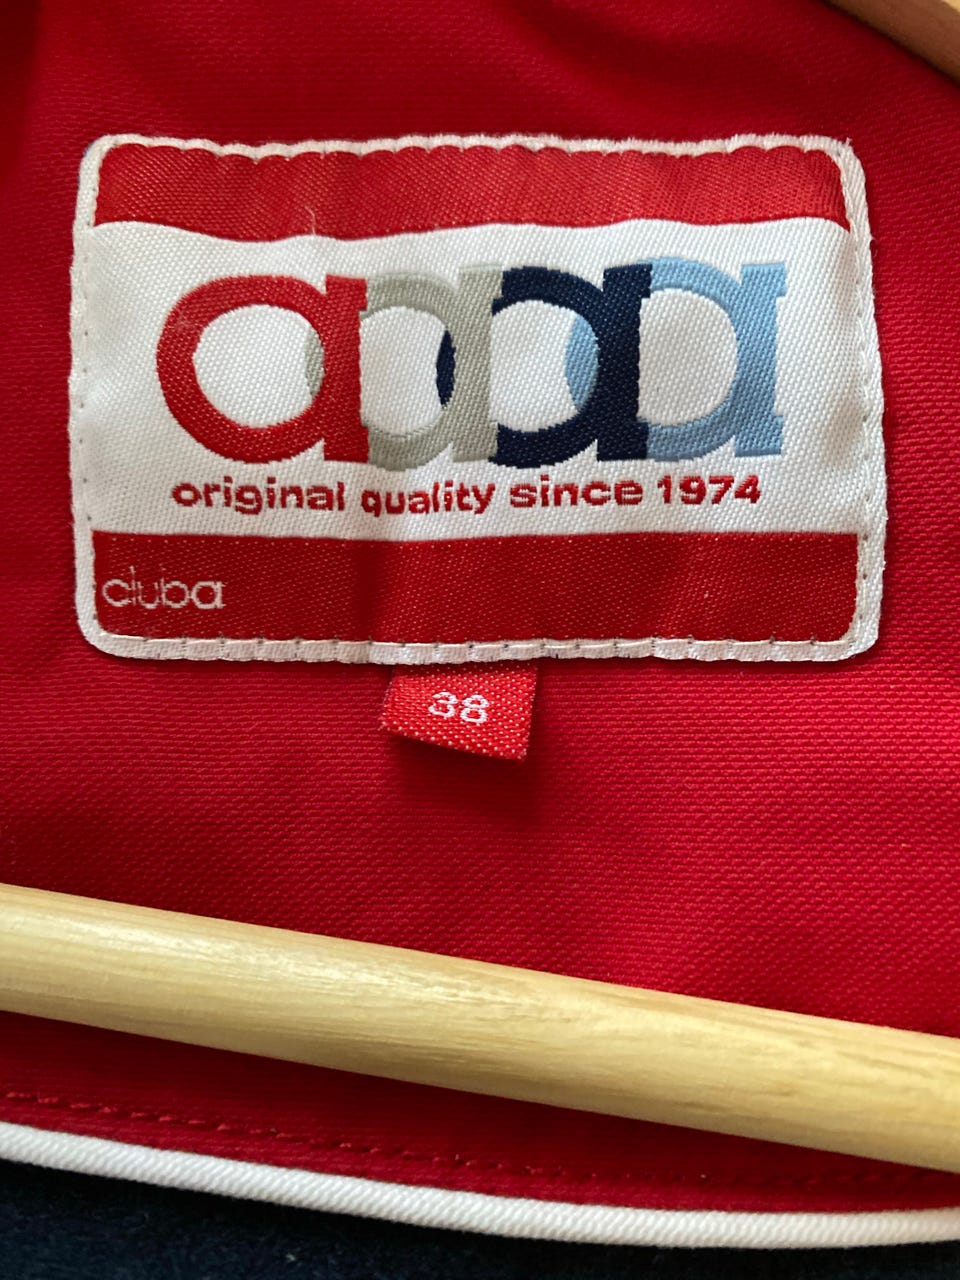 aaaa
original quality since 1974
cluba
38